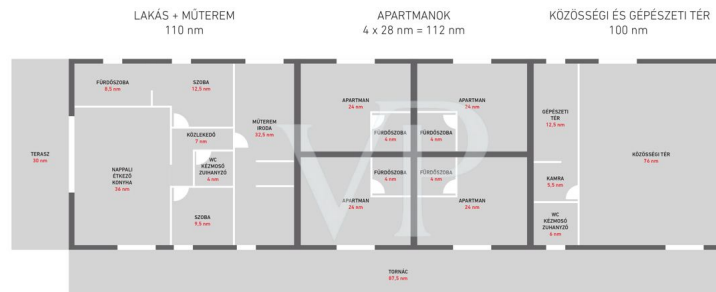 LAKÁS + MŰTEREM
110 nm
APARTMANOK
4 x 28 nm = 112 nm
KÖZÖSSÉGI ÉS GÉPÉSZETI TÉR
100 nm
TERASZ
30 nm
FÜRDŐSZOBA
8,5 nm
SZOBA
12,5 nm
KÖZLEKEDŐ
7 nm
WC
KÉZMOSÓ
ZUHANYZÓ
4 nm
NAPPALI
ÉTKEZŐ
KONYHA
36 nm
SZOBA
9,5 nm
MŰTEREM
IRODA
32,5 nm
APARTMAN
24 nm
FÜRDŐSZOBA
4 nm
APARTMAN
24 nm
FÜRDŐSZOBA
4 nm
FÜRDŐSZOBA
4 nm
APARTMAN
24 nm
FÜRDŐSZOBA
4 nm
APARTMAN
24 nm
GÉPÉSZETI
TÉR
12,5 nm
KAMRA
5,5 nm
WC
KÉZMOSÓ
ZUHANYZÓ
6 nm
KÖZÖSSÉGI TÉR
76 nm
TORNÁC
87,5 nm
VP